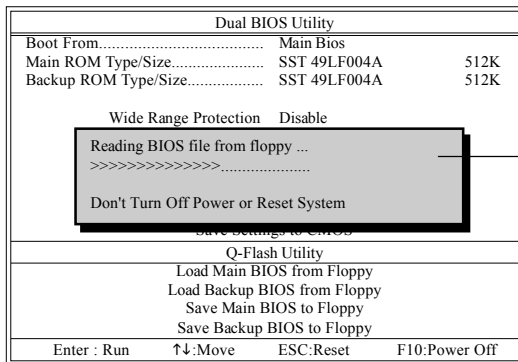 Dual BIOS Utility
Boot From..................................... Main Bios
Main ROM Type/Size..................... SST 49LF004A 512K
Backup ROM Type/Size.................. SST 49LF004A 512K
Wide Range Protection Disable
Reading BIOS file from floppy ...
>>>>>>>>>>>>>>.....................
Don't Turn Off Power or Reset System
Save Settings to CMOS
Q-Flash Utility
Load Main BIOS from Floppy
Load Backup BIOS from Floppy
Save Main BIOS to Floppy
Save Backup BIOS to Floppy
Enter : Run ↑↓:Move ESC:Reset F10:Power Off